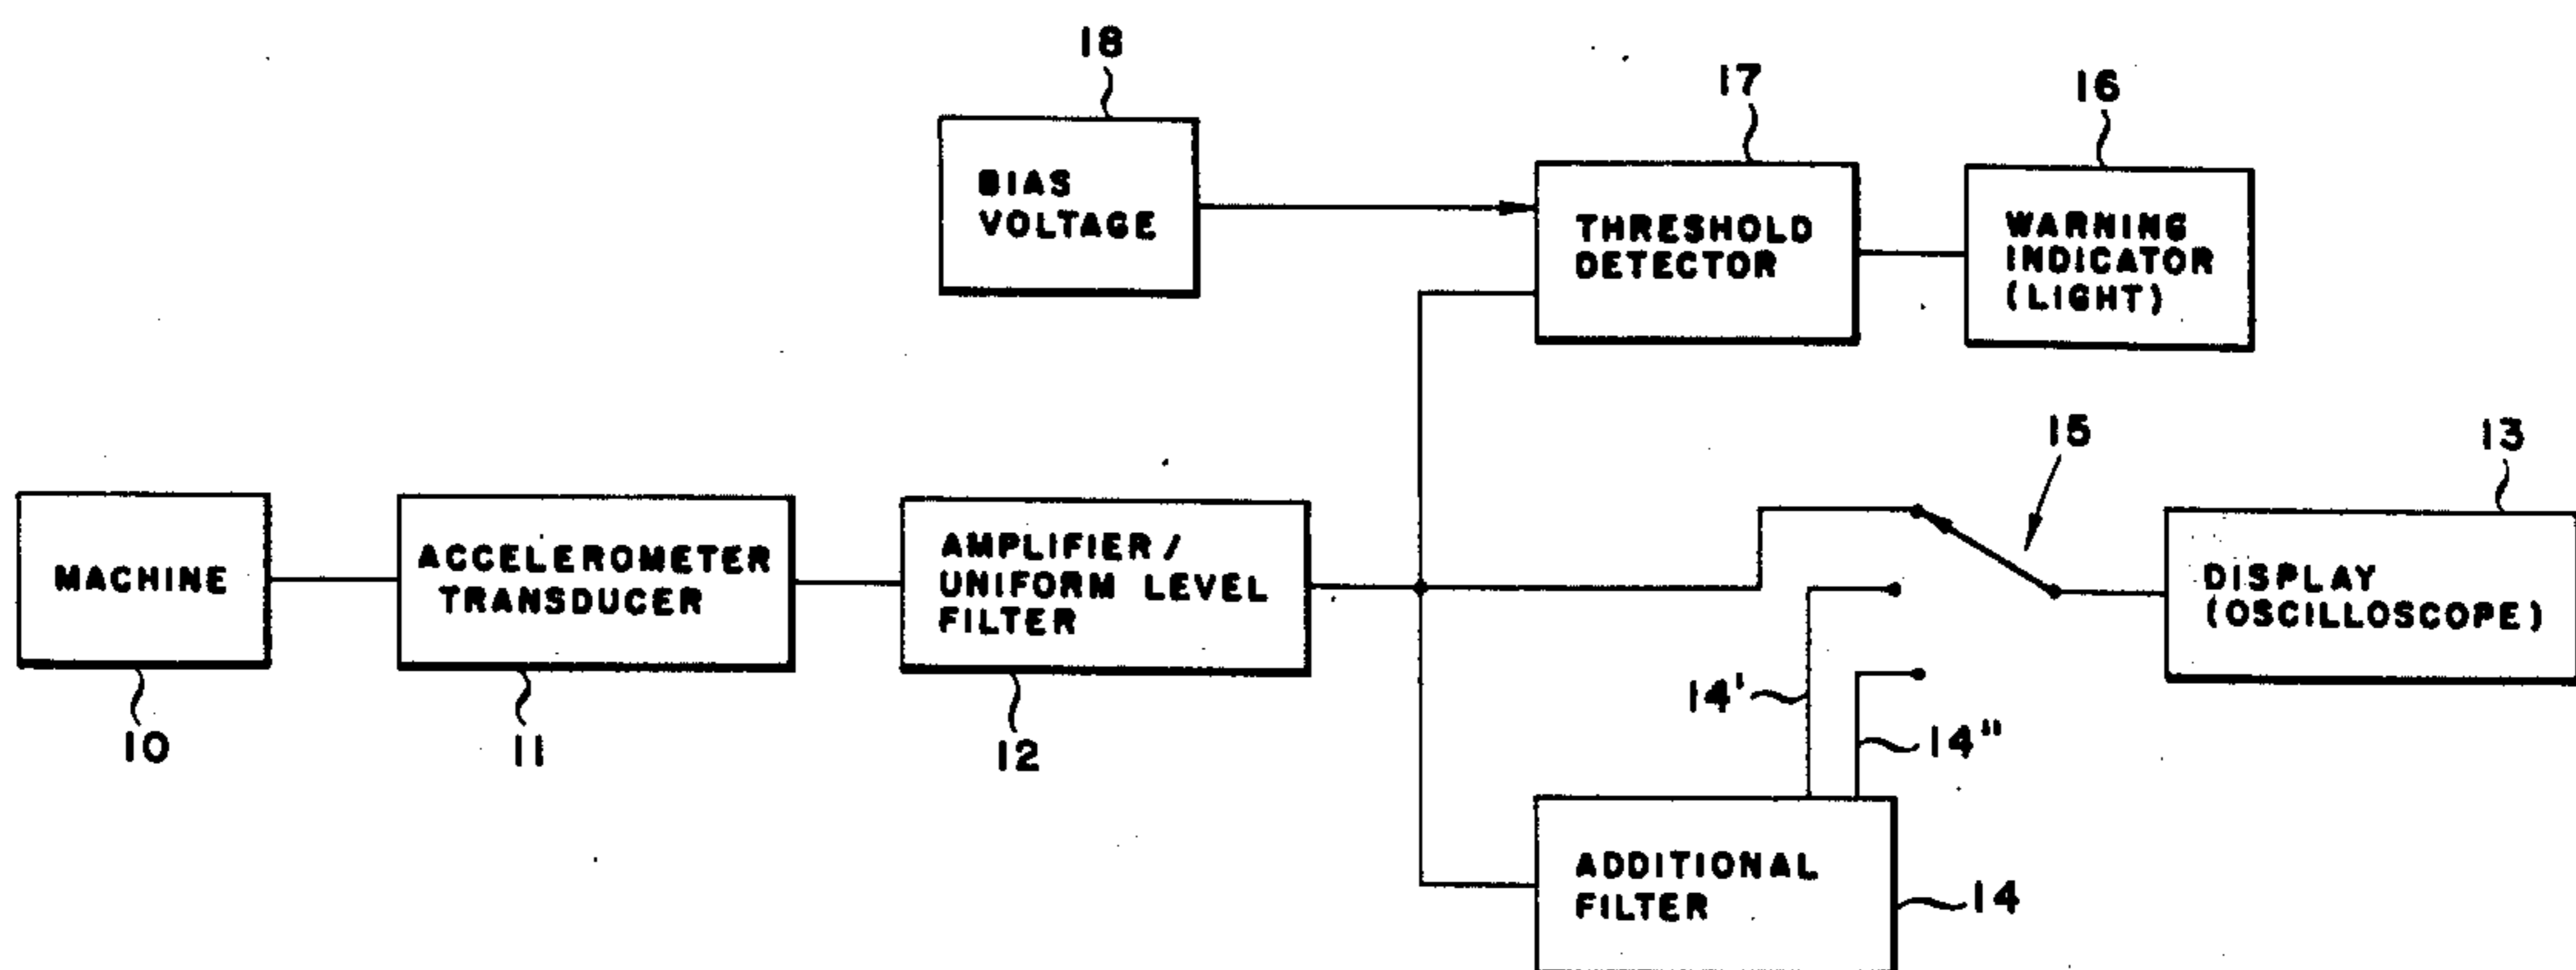 18
17
16
BIAS
VOLTAGE
THRESHOLD
DETECTOR
WARNING
INDICATOR
(LIGHT)
15
13
MACHINE
ACCELEROMETER
TRANSDUCER
AMPLIFIER /
UNIFORM LEVEL
FILTER
DISPLAY
(OSCILLOSCOPE)
10
11
12
14'
14"
ADDITIONAL
FILTER
14